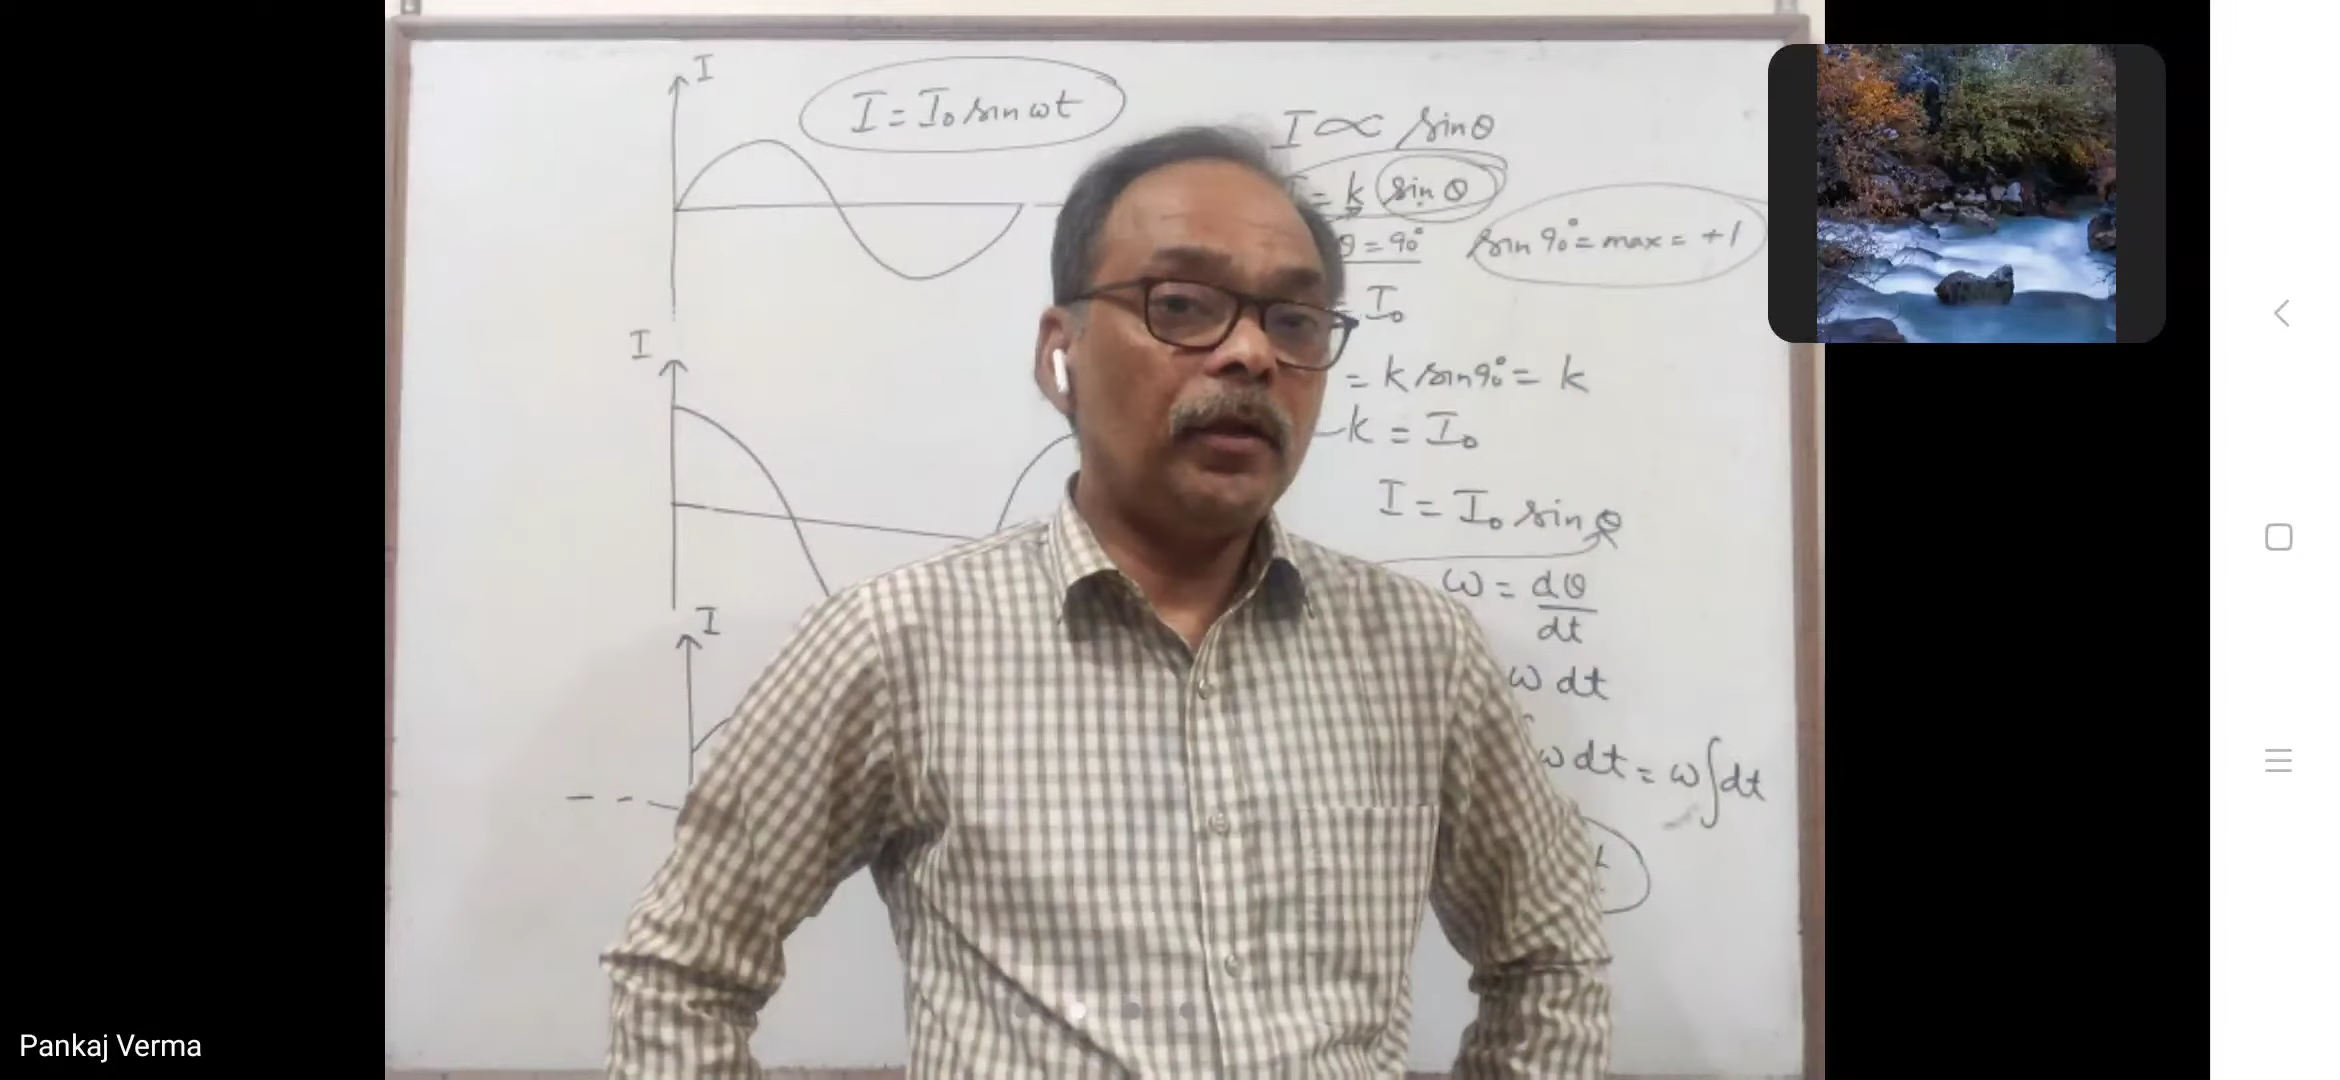 I
I = I₀ sin ωt
I ∝ sin θ
= k sin θ
θ = 90°
sin 90° = max = +1
= I₀
I
= k sin 90° = k
k = I₀
I = I₀ sin θ
ω = dθ/dt
I
ω dt
ω dt = ω ∫dt
t
Pankaj Verma